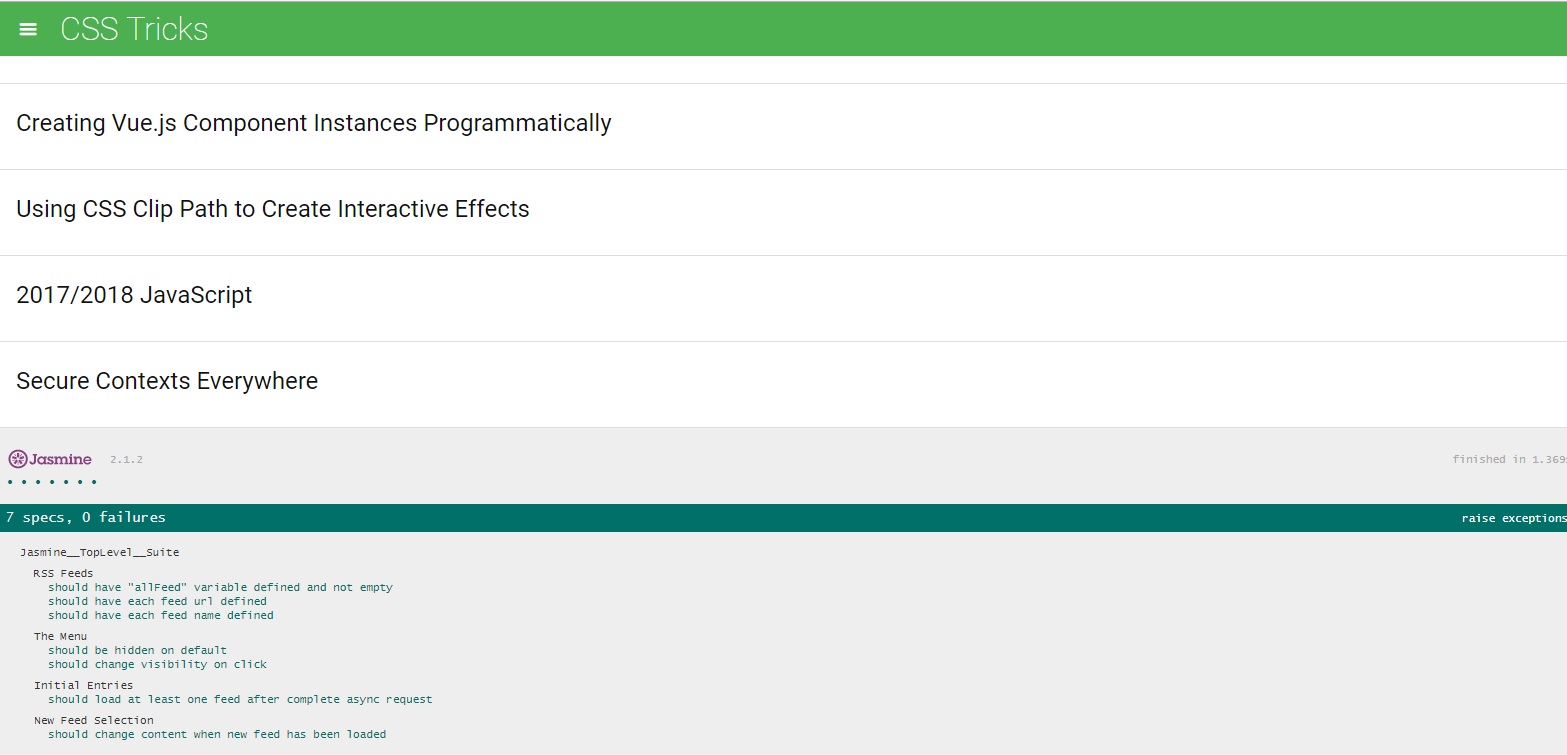 CSS Tricks
Creating Vue.js Component Instances Programmatically
Using CSS Clip Path to Create Interactive Effects
2017/2018 JavaScript
Secure Contexts Everywhere
Jasmine 2.1.2 finished in 1.369s
7 specs, 0 failures raise exceptions
Jasmine__TopLevel__Suite
RSS Feeds
should have "allFeed" variable defined and not empty
should have each feed url defined
should have each feed name defined
The Menu
should be hidden on default
should change visibility on click
Initial Entries
should load at least one feed after complete async request
New Feed Selection
should change content when new feed has been loaded